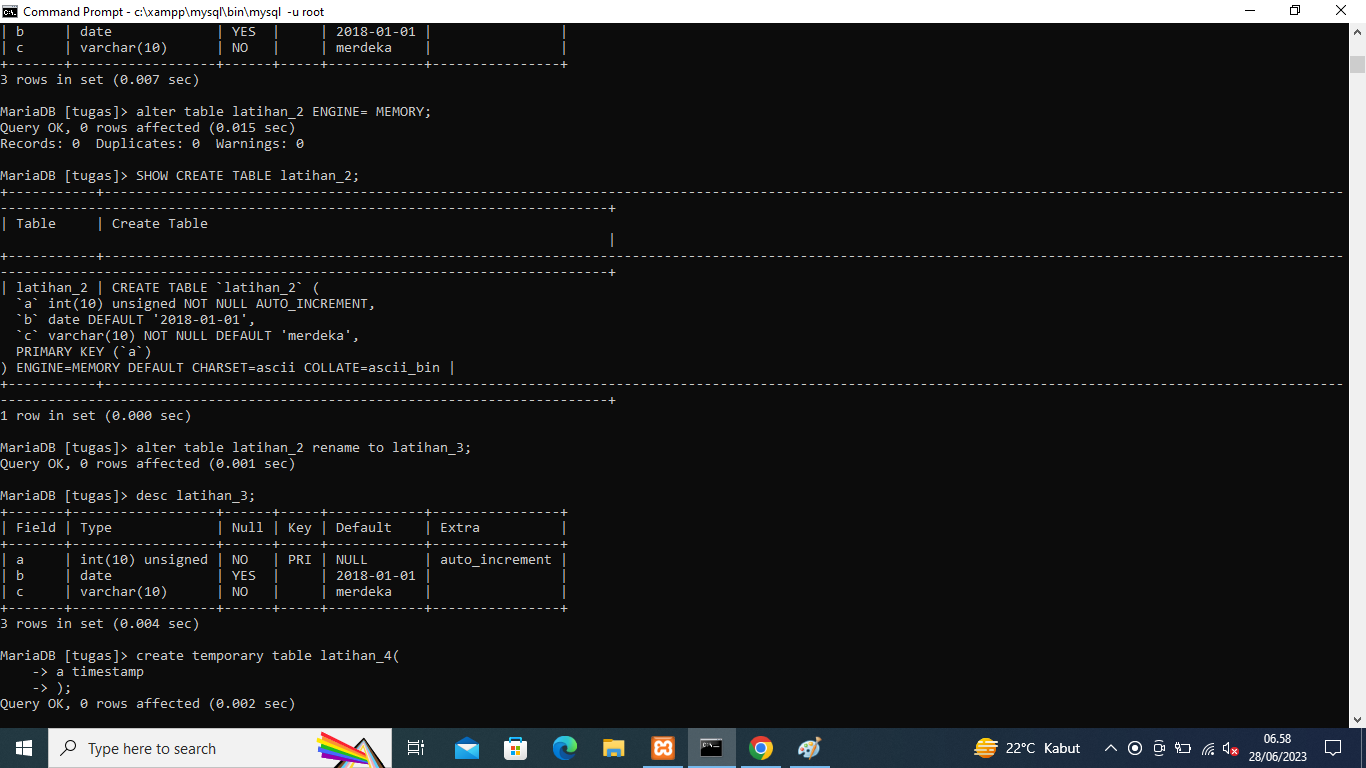 Command Prompt - c:\xampp\mysql\bin\mysql -u root
| b     | date             | YES  |     | 2018-01-01 |                |
| c     | varchar(10)      | NO   |     | merdeka    |                |
+-------+------------------+------+-----+------------+----------------+
3 rows in set (0.007 sec)
MariaDB [tugas]> alter table latihan_2 ENGINE= MEMORY;
Query OK, 0 rows affected (0.015 sec)
Records: 0  Duplicates: 0  Warnings: 0
MariaDB [tugas]> SHOW CREATE TABLE latihan_2;
| Table     | Create Table
|
| latihan_2 | CREATE TABLE `latihan_2` (
  `a` int(10) unsigned NOT NULL AUTO_INCREMENT,
  `b` date DEFAULT '2018-01-01',
  `c` varchar(10) NOT NULL DEFAULT 'merdeka',
  PRIMARY KEY (`a`)
) ENGINE=MEMORY DEFAULT CHARSET=ascii COLLATE=ascii_bin |
1 row in set (0.000 sec)
MariaDB [tugas]> alter table latihan_2 rename to latihan_3;
Query OK, 0 rows affected (0.001 sec)
MariaDB [tugas]> desc latihan_3;
+-------+------------------+------+-----+------------+----------------+
| Field | Type             | Null | Key | Default    | Extra          |
+-------+------------------+------+-----+------------+----------------+
| a     | int(10) unsigned | NO   | PRI | NULL       | auto_increment |
| b     | date             | YES  |     | 2018-01-01 |                |
| c     | varchar(10)      | NO   |     | merdeka    |                |
+-------+------------------+------+-----+------------+----------------+
3 rows in set (0.004 sec)
MariaDB [tugas]> create temporary table latihan_4(
    -> a timestamp
    -> );
Query OK, 0 rows affected (0.002 sec)
Type here to search
22°C Kabut
06.58
28/06/2023